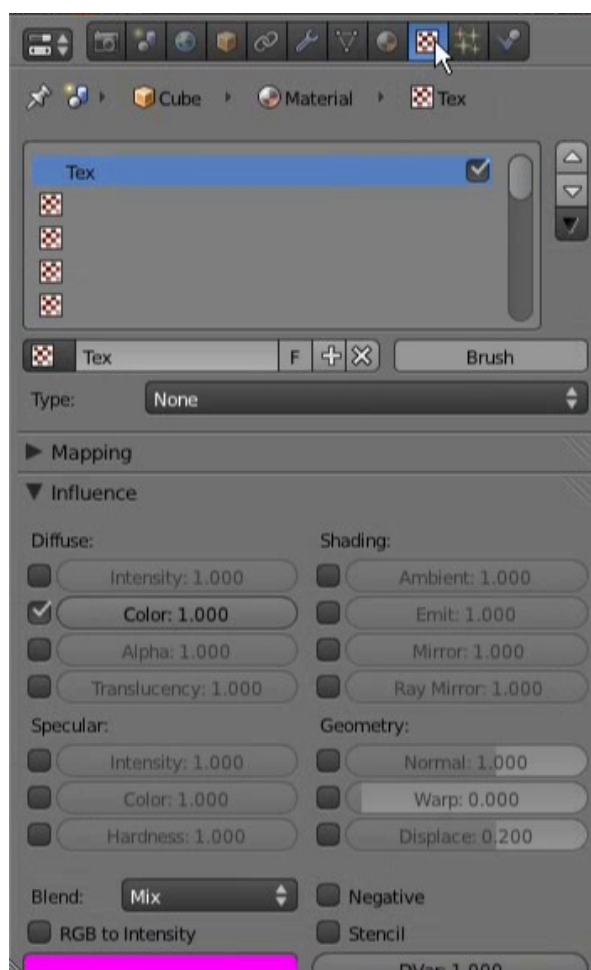 Cube Material Tex
Tex
Tex F Brush
Type: None
Mapping
Influence
Diffuse: Shading:
Intensity: 1.000 Ambient: 1.000
Color: 1.000 Emit: 1.000
Alpha: 1.000 Mirror: 1.000
Translucency: 1.000 Ray Mirror: 1.000
Specular: Geometry:
Intensity: 1.000 Normal: 1.000
Color: 1.000 Warp: 0.000
Hardness: 1.000 Displace: 0.200
Blend: Mix Negative
RGB to Intensity Stencil
DVar: 1.000